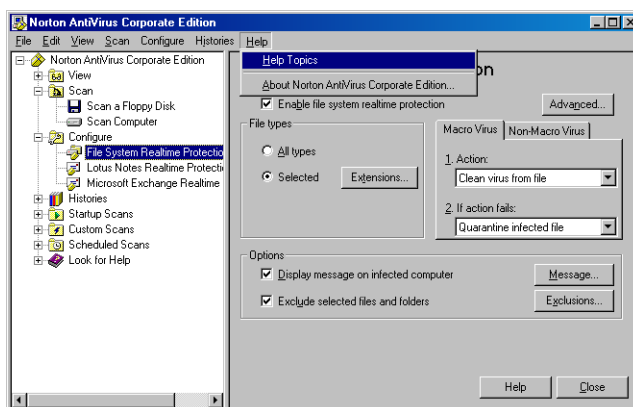 Norton AntiVirus Corporate Edition
File Edit View Scan Configure Histories Help
Help Topics
About Norton AntiVirus Corporate Edition...
Norton AntiVirus Corporate Edition
View
Scan
Scan a Floppy Disk
Scan Computer
Configure
File System Realtime Protectio
Lotus Notes Realtime Protecti
Microsoft Exchange Realtime
Histories
Startup Scans
Custom Scans
Scheduled Scans
Look for Help
on
Enable file system realtime protection
Advanced...
File types
All types
Selected
Extensions...
Macro Virus
Non-Macro Virus
1. Action:
Clean virus from file
2. If action fails:
Quarantine infected file
Options
Display message on infected computer
Message...
Exclude selected files and folders
Exclusions...
Help
Close